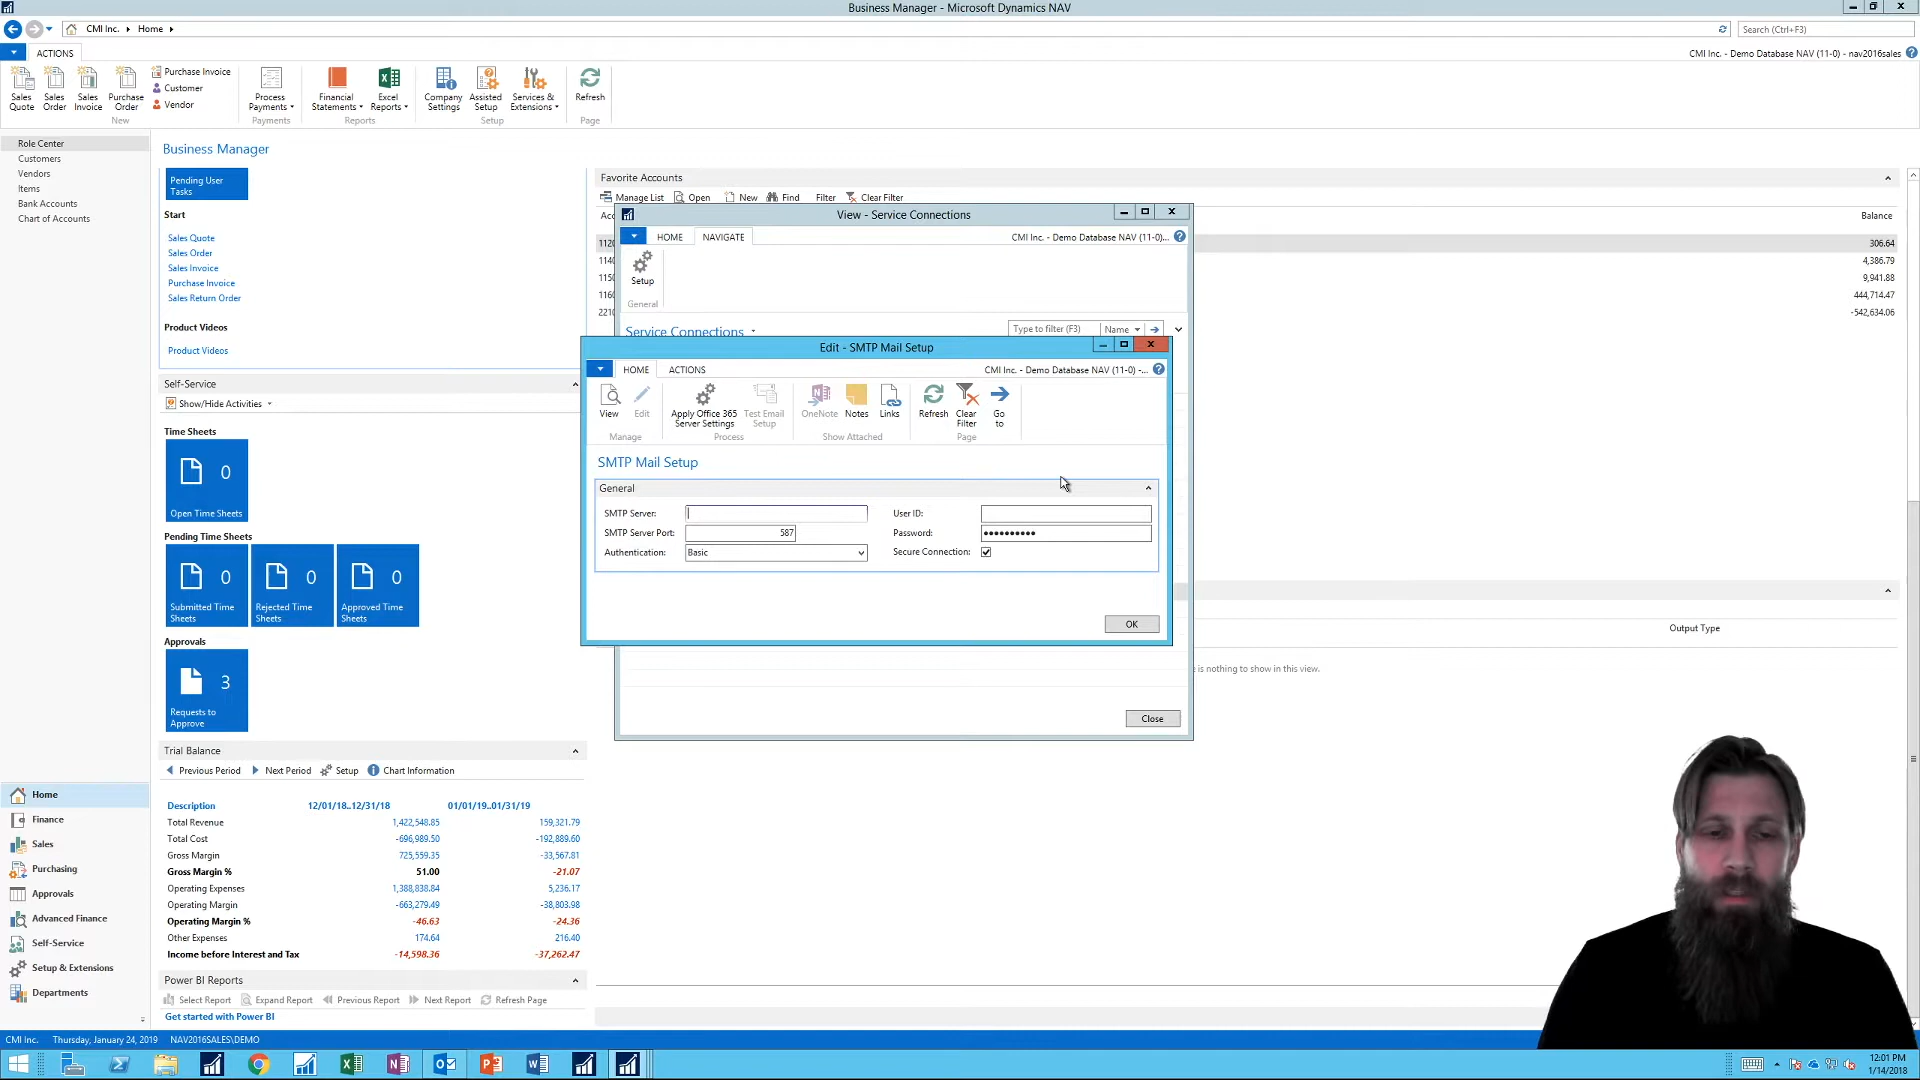 Business Manager - Microsoft Dynamics NAV
CMI Inc. Home
Search (Ctrl+F3)
ACTIONS
CMI Inc. - Demo Database NAV (11-0) - nav2016sales
Sales Quote
Sales Order
Sales Invoice
Purchase Order
Purchase Invoice
Customer
Vendor
New
Process Payments
Payments
Financial Statements
Excel Reports
Reports
Company Settings
Assisted Setup
Services & Extensions
Setup
Refresh
Page
Role Center
Customers
Vendors
Items
Bank Accounts
Chart of Accounts
Business Manager
Pending User Tasks
Start
Sales Quote
Sales Order
Sales Invoice
Purchase Invoice
Sales Return Order
Product Videos
Product Videos
Self-Service
Show/Hide Activities
Time Sheets
0
Open Time Sheets
Pending Time Sheets
0
Submitted Time Sheets
0
Rejected Time Sheets
0
Approved Time Sheets
Approvals
3
Requests to Approve
Trial Balance
Previous Period Next Period Setup Chart Information
Description 12/01/18..12/31/18 01/01/19..01/31/19
Total Revenue 1,422,548.85 159,321.79
Total Cost -696,989.50 -192,889.60
Gross Margin 725,559.35 -33,567.81
Gross Margin % 51.00 -21.07
Operating Expenses 1,388,838.84 5,236.17
Operating Margin -663,279.49 -38,803.98
Operating Margin % -46.63 -24.36
Other Expenses 174.64 216.40
Income before Interest and Tax -14,598.36 -37,262.47
Power BI Reports
Select Report Expand Report Previous Report Next Report Refresh Page
Get started with Power BI
Favorite Accounts
Manage List Open New Find Filter Clear Filter
Balance
1120 306.64
1140 4,386.79
1150 9,941.88
1160 444,714.47
2210 -542,634.06
Output Type
is nothing to show in this view.
View - Service Connections
HOME NAVIGATE
CMI Inc. - Demo Database NAV (11-0)...
Setup
General
Service Connections
Type to filter (F3) Name
Close
Edit - SMTP Mail Setup
HOME ACTIONS
CMI Inc. - Demo Database NAV (11-0) -...
View
Edit
Manage
Apply Office 365 Server Settings
Test Email Setup
Process
OneNote
Notes
Links
Show Attached
Refresh
Clear Filter
Go to
Page
SMTP Mail Setup
General
SMTP Server:
SMTP Server Port: 587
Authentication: Basic
User ID:
Password: ••••••••••
Secure Connection:
OK
Home
Finance
Sales
Purchasing
Approvals
Advanced Finance
Self-Service
Setup & Extensions
Departments
CMI Inc. Thursday, January 24, 2019 NAV2016SALES\DEMO
12:01 PM
1/14/2018